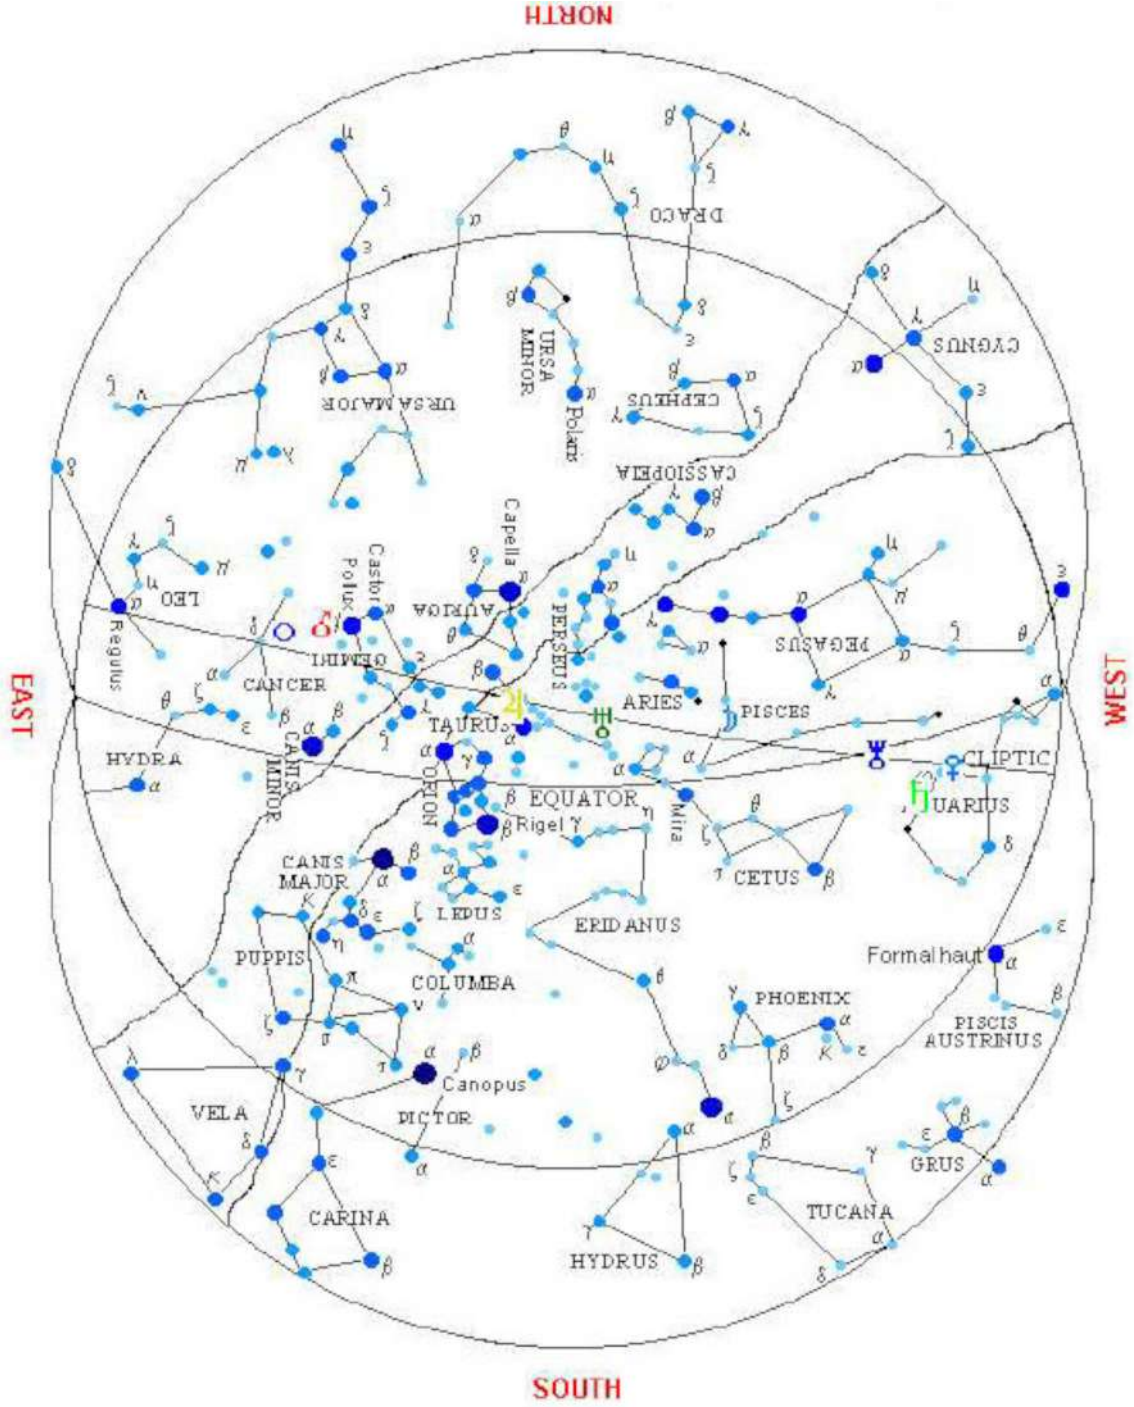 NORTH
μ
ζ
ε
δ
γ
β
α
URSA MAJOR
ν
ζ
μ
λ
θ
μ
ζ
α
β
γ
ζ
DRACO
δ
ε
β
URSA
MINOR
α
Polaris
β
α
CEPHEUS
γ
ζ
δ
μ
γ
CYGNUS
α
ε
ζ
CASSIOPEIA
γ
β
α
δ
ζ
γ
μ
η
α
LEO
Regulus
δ
α
CANCER
β
Castor
Pollux
α
GEMINI
ε
γ
ζ
Capella
δ
α
AURIGA
θ
β
PERSEUS
η
α
γ
α
μ
η
α
PEGASUS
α
γ
ζ
θ
ε
ARIES
PISCES
TAURUS
α
EAST
WEST
θ
ζ
ε
HYDRA
α
α
β
CANIS
MINOR
α
γ
ORION
β
β
Rigel
EQUATOR
γ
η
α
Mira
ζ
θ
τ
CETUS
β
α
CLIPTIC
UARIUS
δ
CANIS
MAJOR
α
β
δ
ε
ζ
η
α
ε
LEPUS
ERIDANUS
θ
φ
α
κ
PUPPIS
ζ
π
ν
σ
τ
α
COLUMBA
Formalhaut
ε
α
β
PISCIS
AUSTRINUS
γ
PHOENIX
α
δ
β
κ
ε
ζ
λ
γ
VELA
δ
κ
α
Canopus
β
PICTOR
α
ε
CARINA
β
α
γ
HYDRUS
β
β
ζ
ε
γ
TUCANA
α
δ
β
ε
GRUS
α
SOUTH